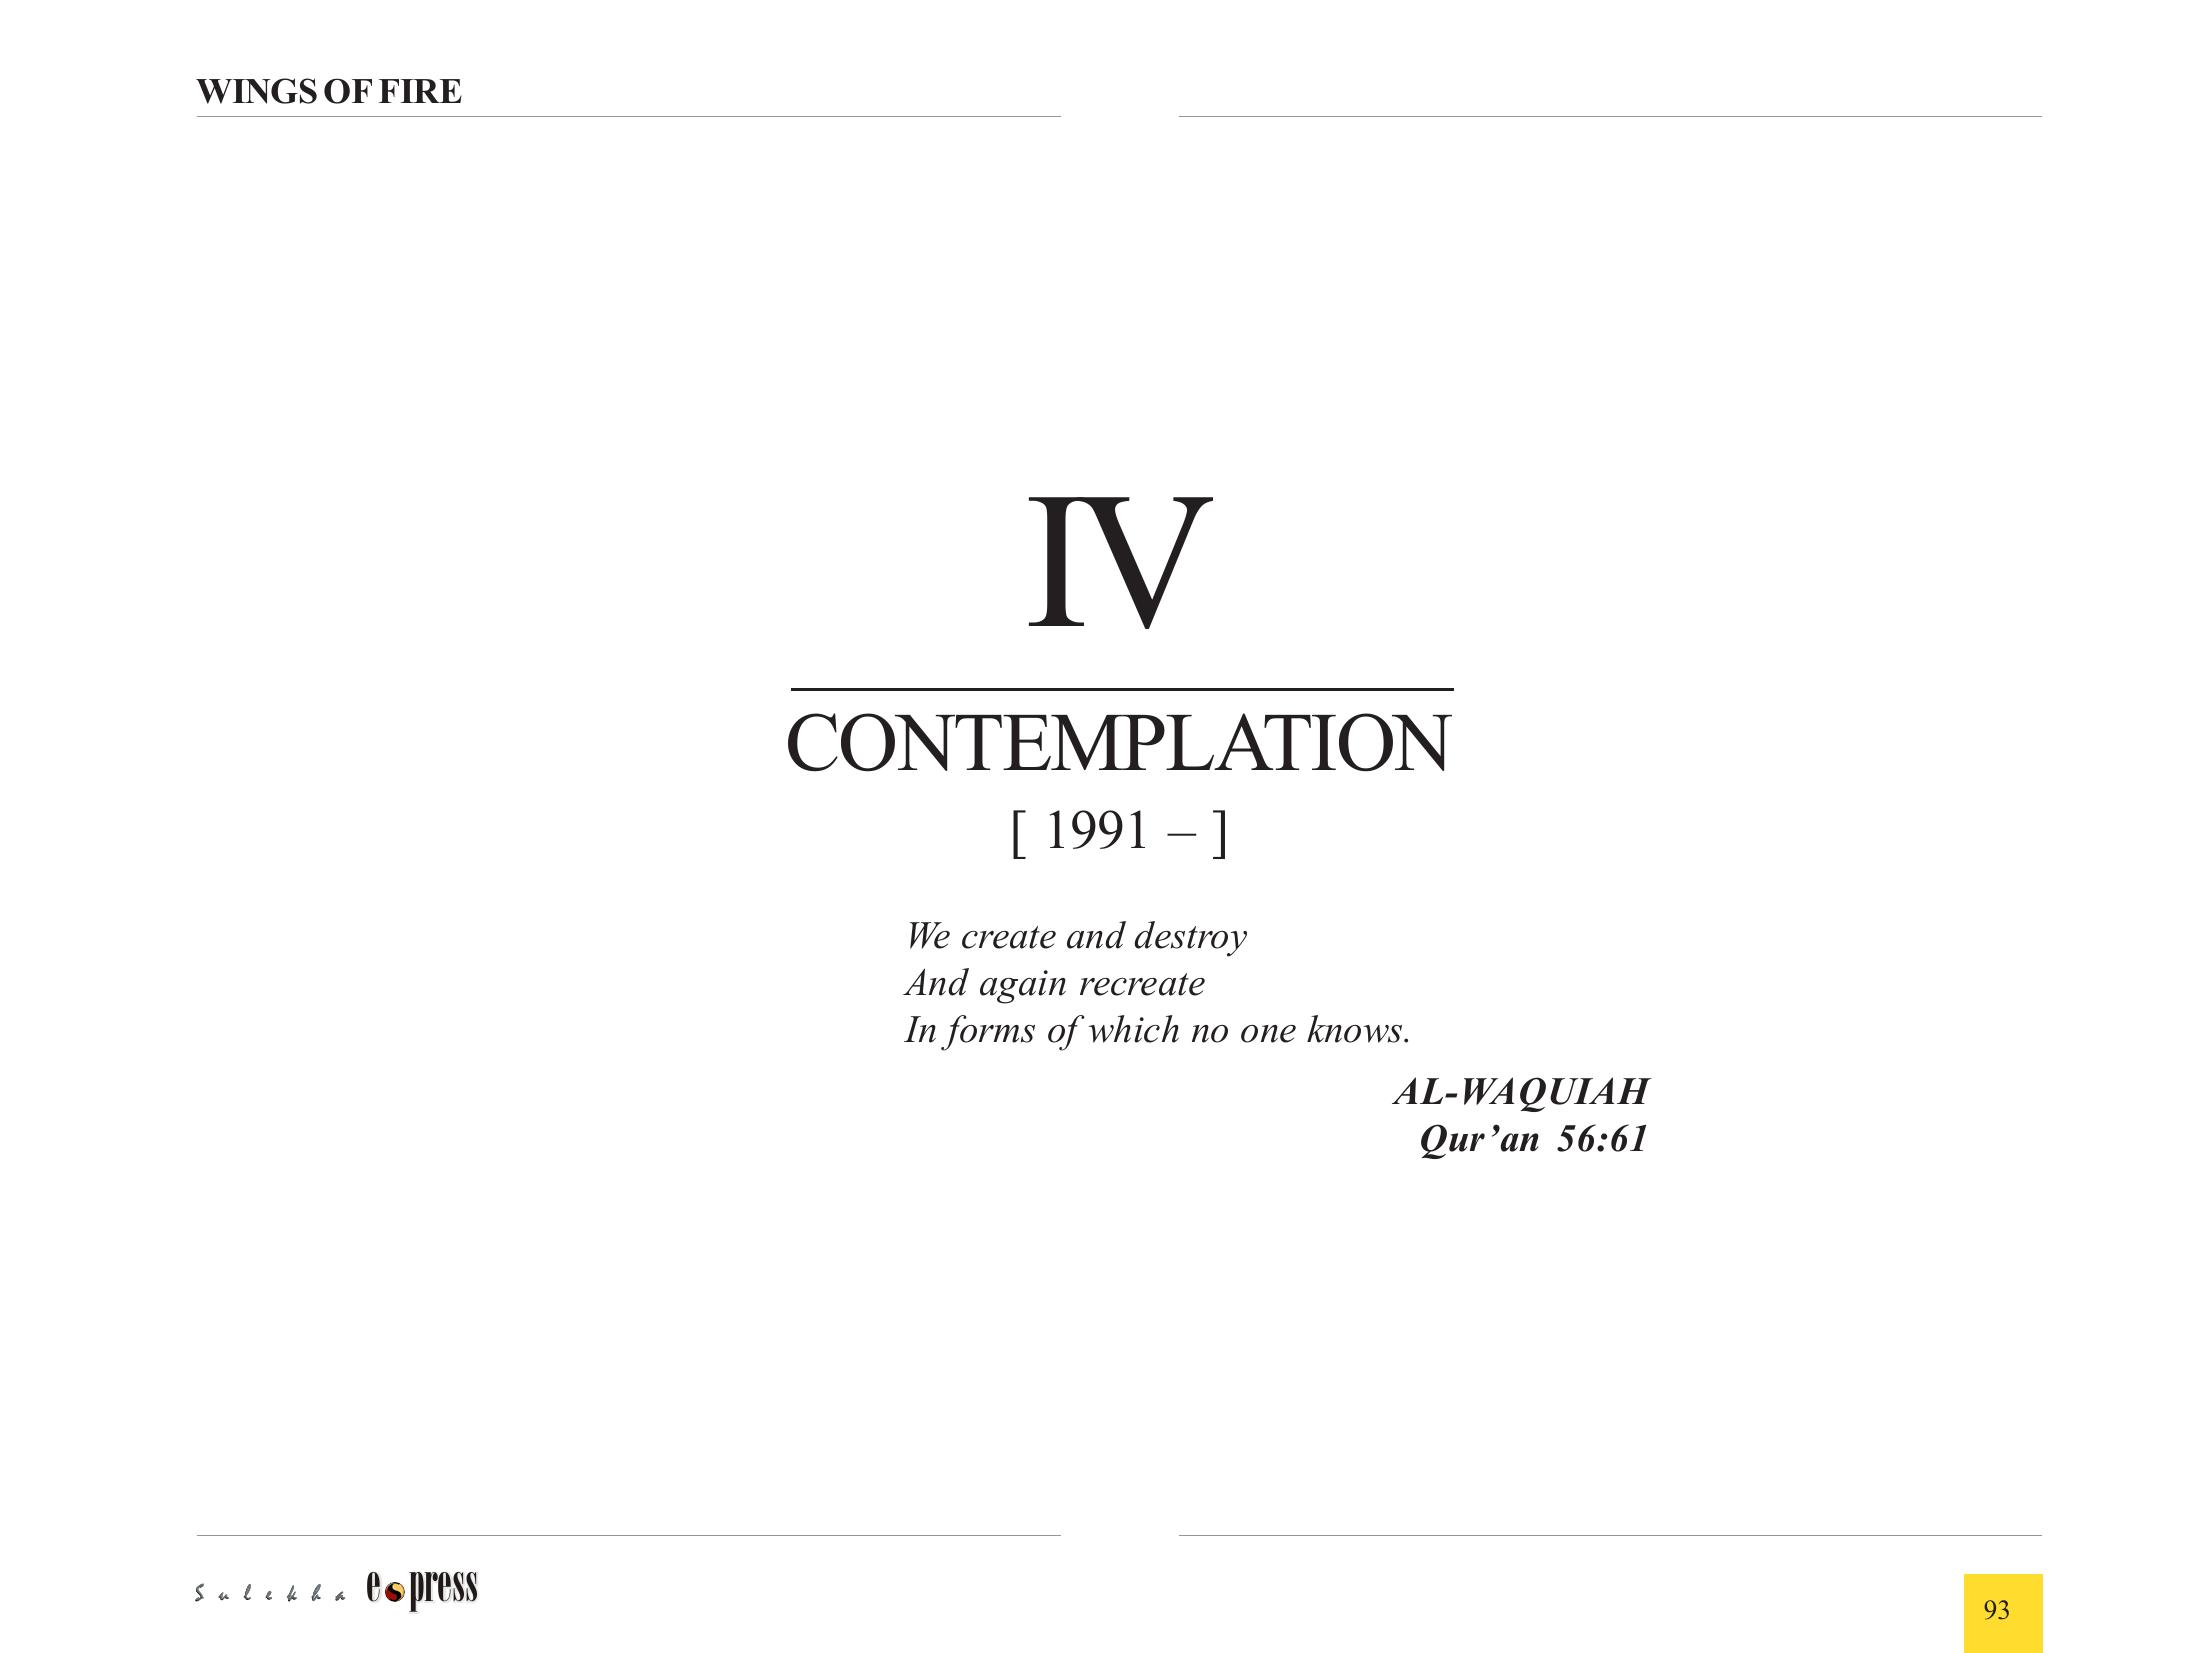 WINGS OF FIRE
IV
CONTEMPLATION
[ 1991 – ]
We create and destroy
And again recreate
In forms of which no one knows.
AL-WAQUIAH
Qur’an 56:61
Sulekha e press
93